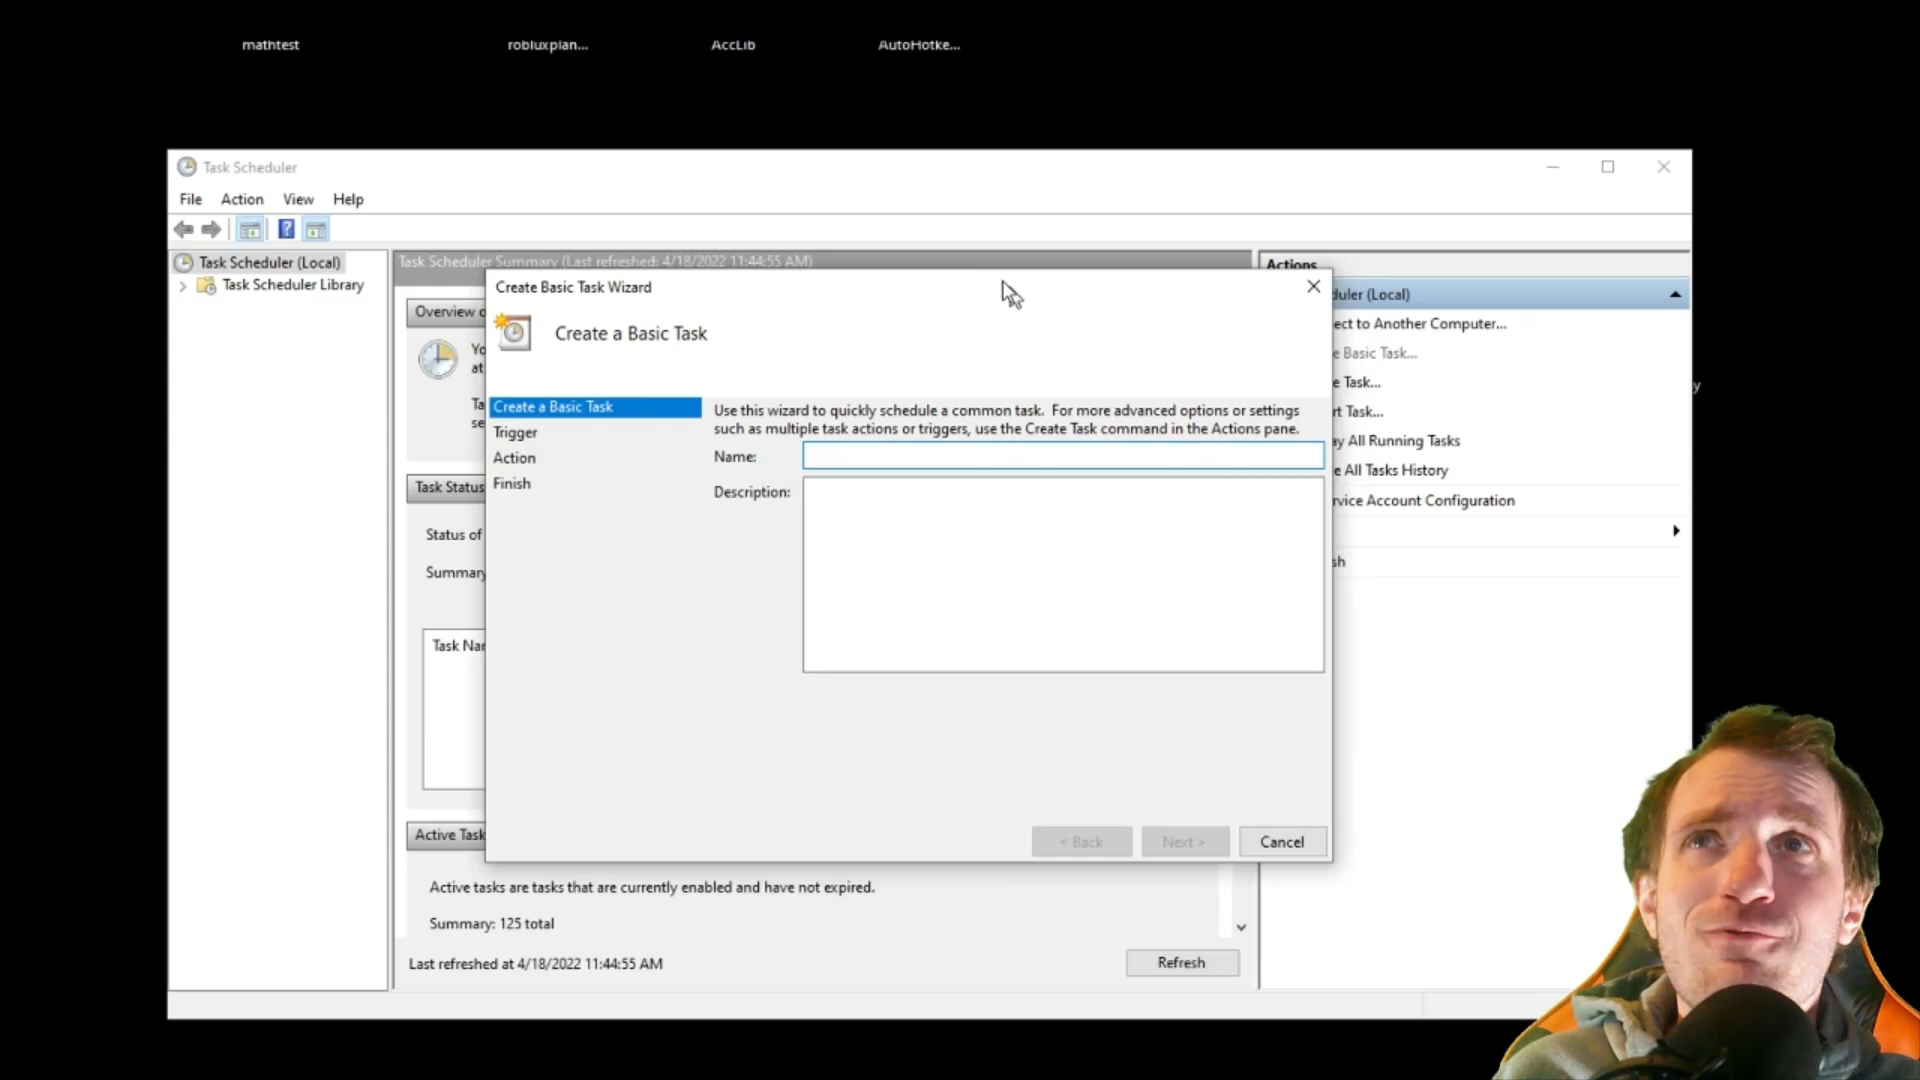 mathtest
robluxplan...
AccLib
AutoHotke...
Task Scheduler
File Action View Help
Task Scheduler (Local)
Task Scheduler Library
Task Scheduler Summary (Last refreshed: 4/18/2022 11:44:55 AM)
Overview o
Yo
at
Ta
se
Task Status
Status of
Summary
Task Nar
Active Task
Active tasks are tasks that are currently enabled and have not expired.
Summary: 125 total
Last refreshed at 4/18/2022 11:44:55 AM
Refresh
Create Basic Task Wizard
Create a Basic Task
Create a Basic Task
Trigger
Action
Finish
Use this wizard to quickly schedule a common task. For more advanced options or settings
such as multiple task actions or triggers, use the Create Task command in the Actions pane.
Name:
Description:
< Back
Next >
Cancel
Actions
duler (Local)
ect to Another Computer...
e Basic Task...
e Task...
rt Task...
ay All Running Tasks
e All Tasks History
rvice Account Configuration
sh
y